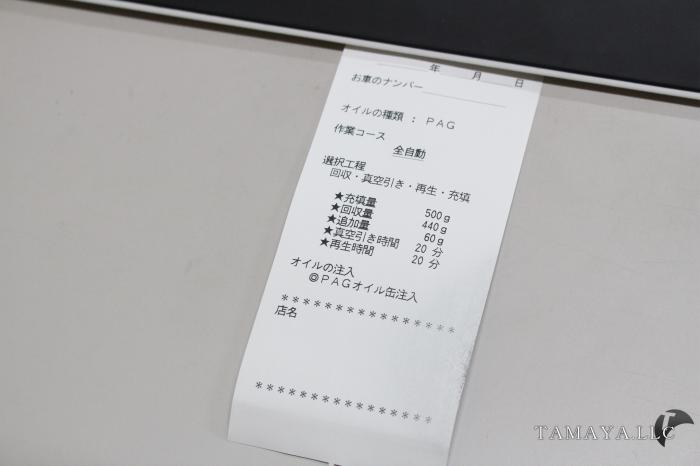 年 月 日
お車のナンバー
オイルの種類 : PAG
作業コース
全自動
選択工程
回収・真空引き・再生・充填
★充填量 500g
★回収量 440g
★追加量 60g
★真空引き時間 20 分
★再生時間 20 分
オイルの注入
◎PAGオイル缶注入
****************
店名
****************
TAMAYA.LLC